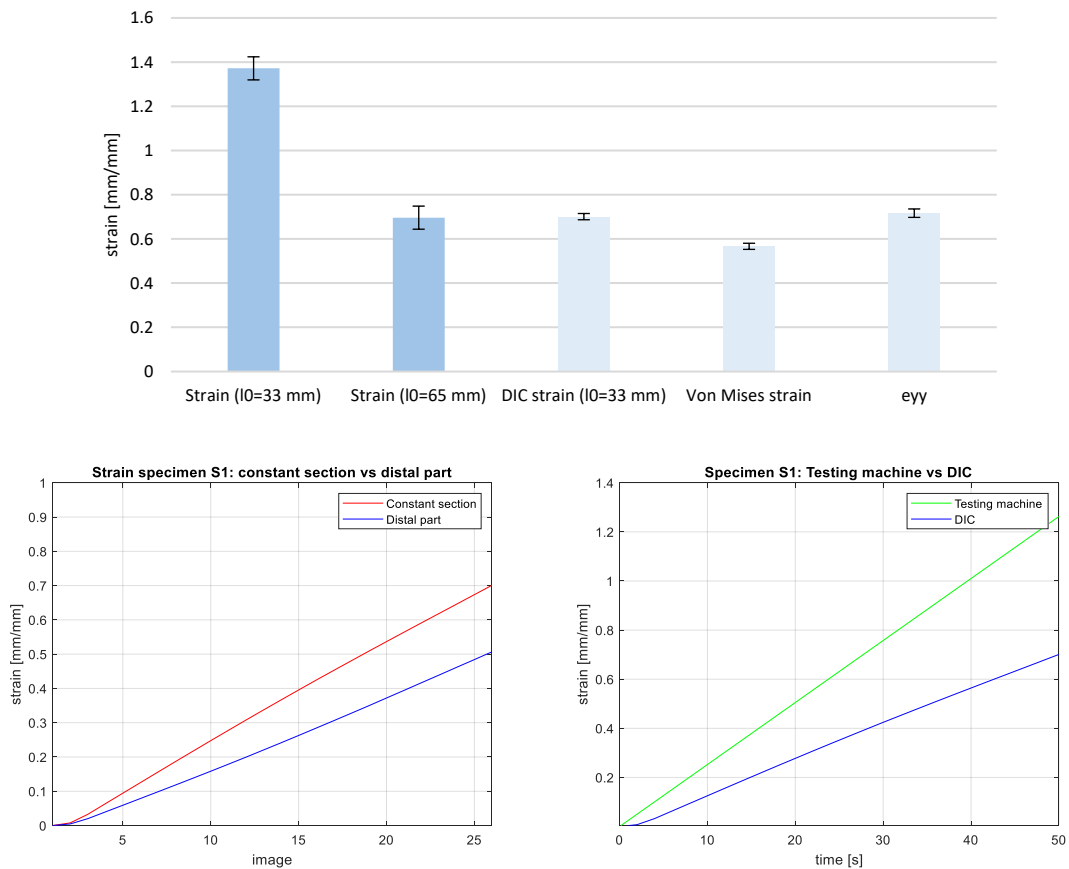 1.6
1.4
1.2
1
0.8
0.6
0.4
0.2
0
strain [mm/mm]
Strain (l0=33 mm)
Strain (l0=65 mm)
DIC strain (l0=33 mm)
Von Mises strain
eyy
Strain specimen S1: constant section vs distal part
1
0.9
0.8
0.7
0.6
0.5
0.4
0.3
0.2
0.1
0
strain [mm/mm]
Constant section
Distal part
5
10
15
20
25
image
Specimen S1: Testing machine vs DIC
1.4
1.2
1
0.8
0.6
0.4
0.2
strain [mm/mm]
Testing machine
DIC
0
10
20
30
40
50
time [s]